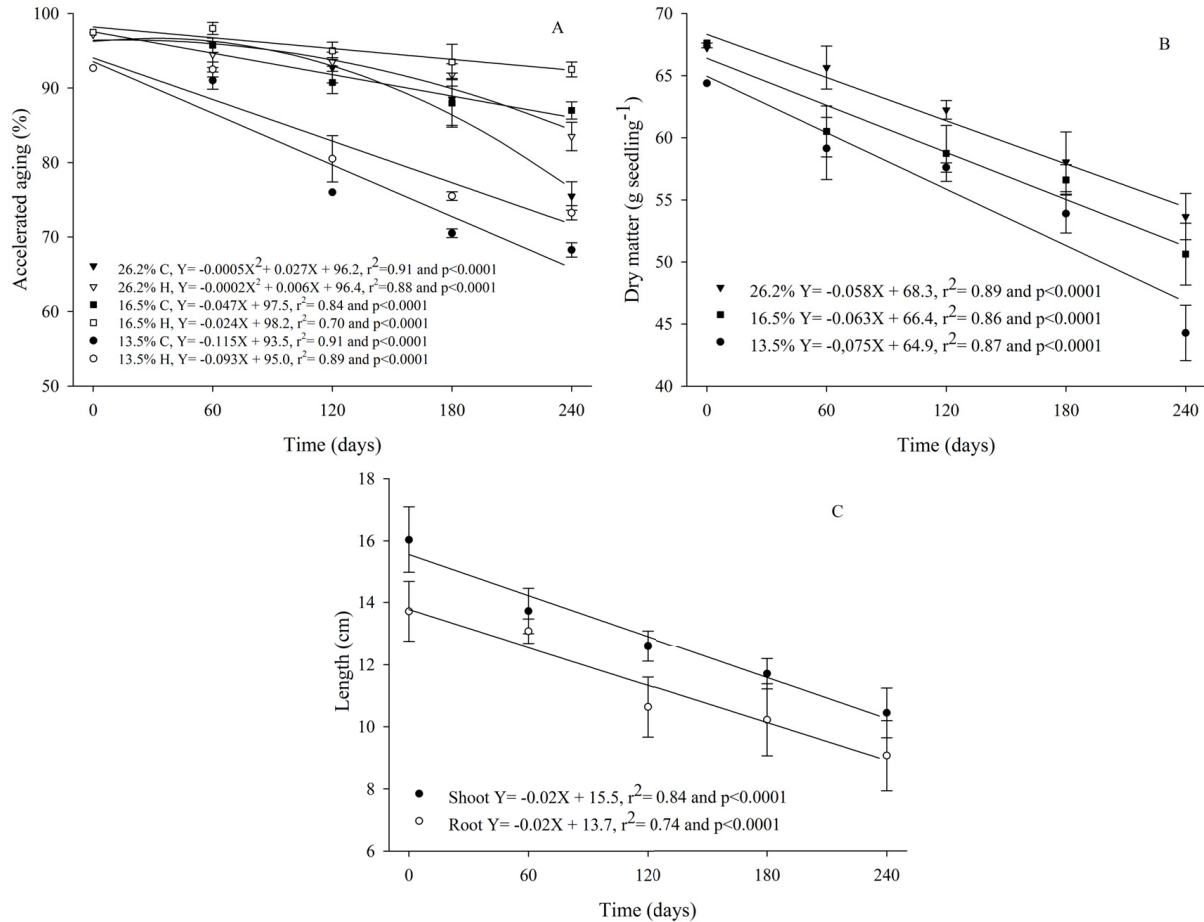 A
100
90
80
70
60
50
Accelerated aging (%)
26.2% C, Y= -0.0005X² + 0.027X + 96.2, r²=0.91 and p<0.0001
26.2% H, Y= -0.0002X² + 0.006X + 96.4, r²= 0.88 and p<0.0001
16.5% C, Y= -0.047X + 97.5, r²= 0.84 and p<0.0001
16.5% H, Y= -0.024X + 98.2, r²= 0.70 and p<0.0001
13.5% C, Y= -0.115X + 93.5, r²= 0.91 and p<0.0001
13.5% H, Y= -0.093X + 95.0, r²= 0.89 and p<0.0001
0 60 120 180 240
Time (days)
B
70
65
60
55
50
45
40
Dry matter (g seedling⁻¹)
26.2% Y= -0.058X + 68.3, r²= 0.89 and p<0.0001
16.5% Y= -0.063X + 66.4, r²= 0.86 and p<0.0001
13.5% Y= -0,075X + 64.9, r²= 0.87 and p<0.0001
0 60 120 180 240
Time (days)
C
18
16
14
12
10
8
6
Length (cm)
Shoot Y= -0.02X + 15.5, r²= 0.84 and p<0.0001
Root Y= -0.02X + 13.7, r²= 0.74 and p<0.0001
0 60 120 180 240
Time (days)